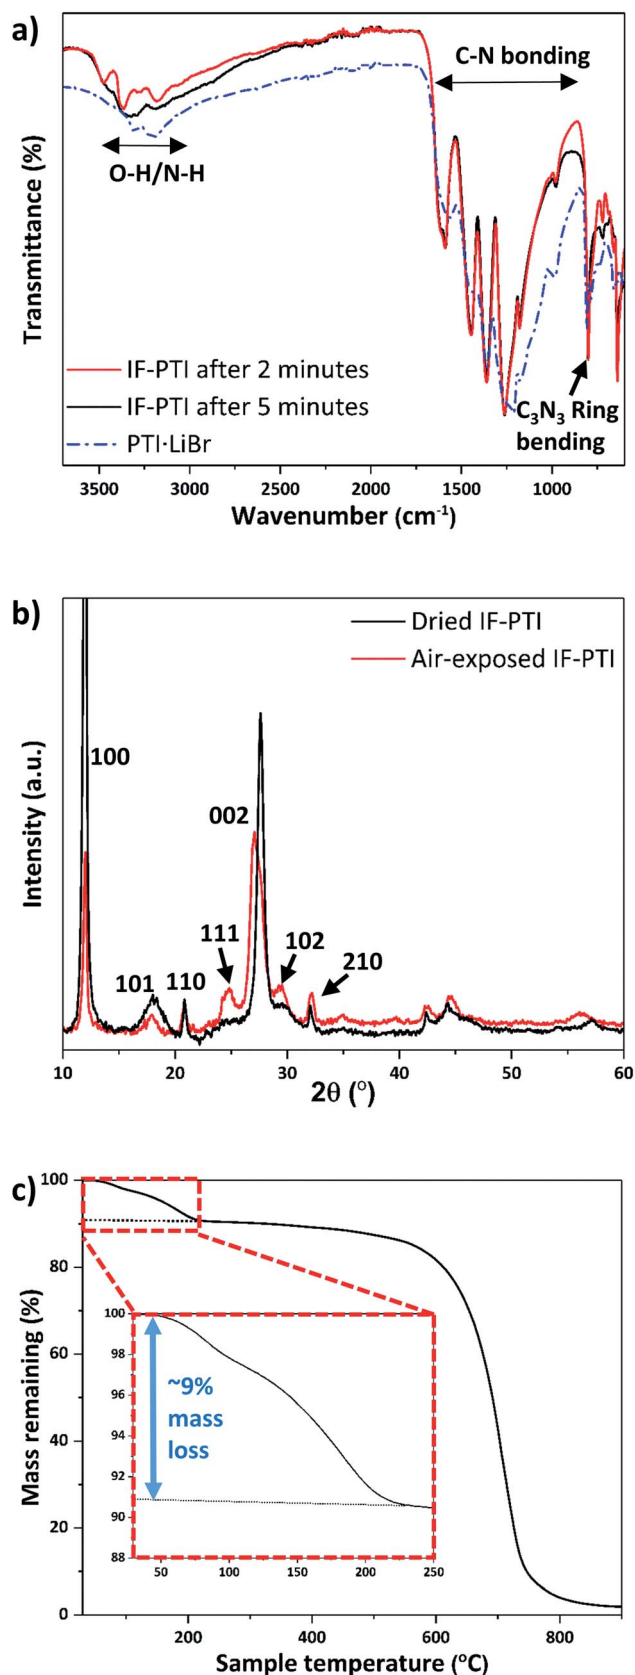 a)
C-N bonding
O-H/N-H
Transmittance (%)
IF-PTI after 2 minutes
IF-PTI after 5 minutes
PTI·LiBr
C₃N₃ Ring
bending
3500 3000 2500 2000 1500 1000
Wavenumber (cm⁻¹)
b)
Dried IF-PTI
Air-exposed IF-PTI
100
002
111
102
101
110
210
Intensity (a.u.)
10 20 30 40 50 60
2θ (°)
c)
100
80
60
40
20
0
Mass remaining (%)
100
98
96
94
92
90
88
~9%
mass
loss
50 100 150 200 250
200 400 600 800
Sample temperature (°C)